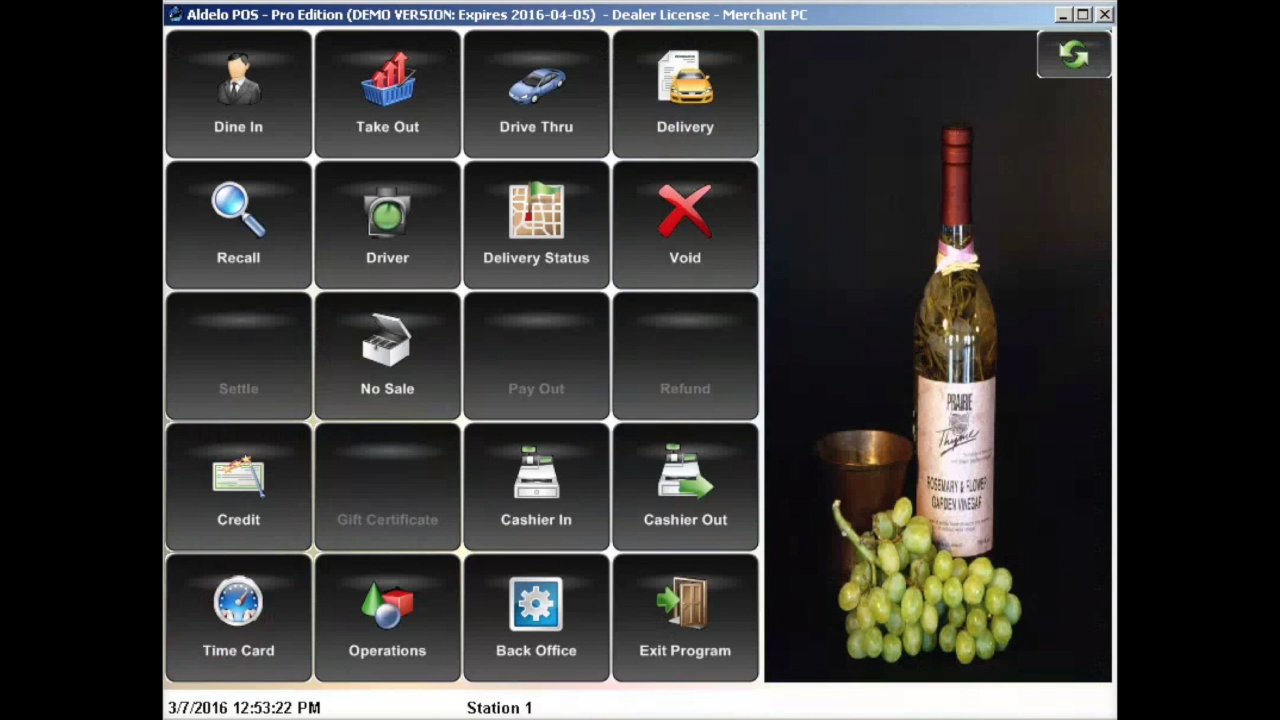 Aldelo POS - Pro Edition (DEMO VERSION: Expires 2016-04-05) - Dealer License - Merchant PC
Dine In
Take Out
Drive Thru
Delivery
Recall
Driver
Delivery Status
Void
Settle
No Sale
Pay Out
Refund
Credit
Gift Certificate
Cashier In
Cashier Out
Time Card
Operations
Back Office
Exit Program
PRAIRIE
Thyme
ROSEMARY & FLOWER
GARDEN VINEGAR
3/7/2016 12:53:22 PM
Station 1